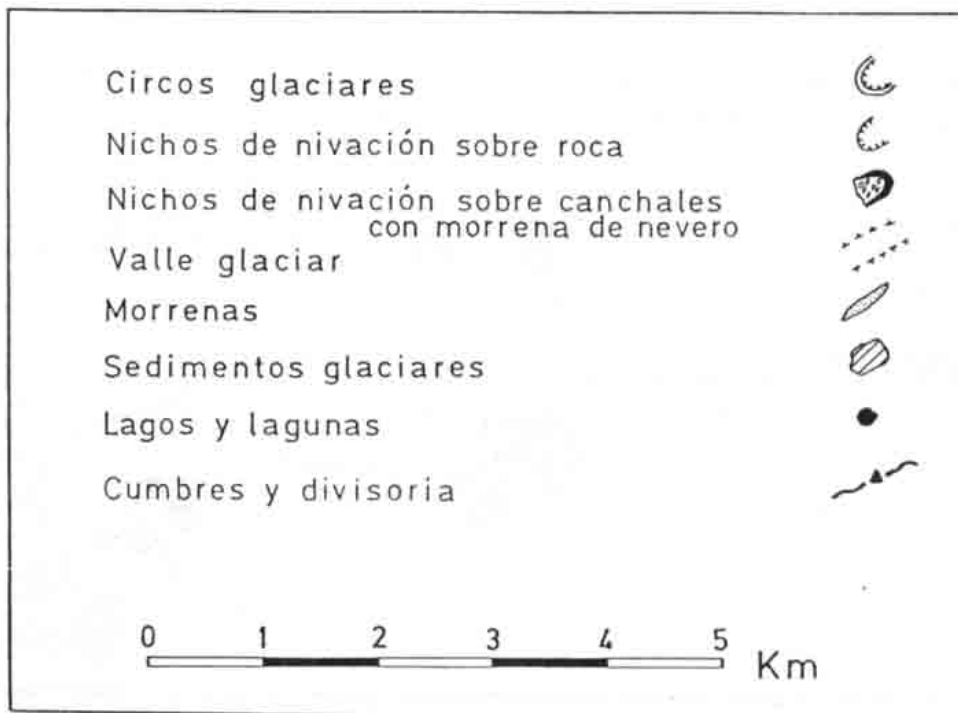 Circos glaciares
Nichos de nivación sobre roca
Nichos de nivación sobre canchales
con morrena de nevero
Valle glaciar
Morrenas
Sedimentos glaciares
Lagos y lagunas
Cumbres y divisoria
0 1 2 3 4 5
Km